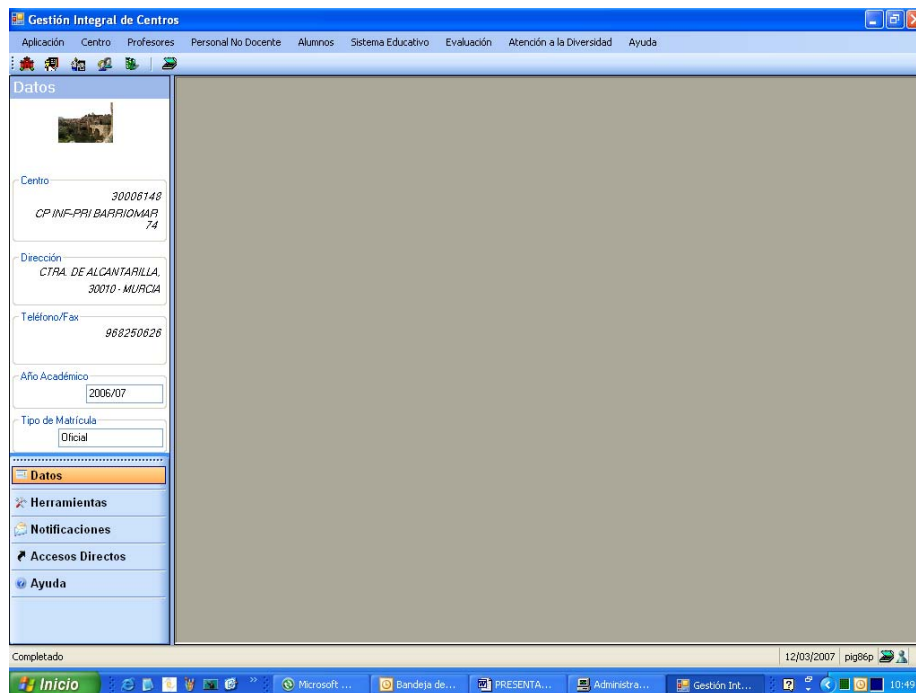 Gestión Integral de Centros
Aplicación Centro Profesores Personal No Docente Alumnos Sistema Educativo Evaluación Atención a la Diversidad Ayuda
Datos
Centro
30006148
CP INF-PRI BARRIOMAR
74
Dirección
CTRA. DE ALCANTARILLA,
30010 - MURCIA
Teléfono/Fax
968250626
Año Académico
2006/07
Tipo de Matrícula
Oficial
Datos
Herramientas
Notificaciones
Accesos Directos
Ayuda
Completado 12/03/2007 pig86p
Inicio Microsoft ... Bandeja de... PRESENTA... Administra... Gestión Int... 10:49